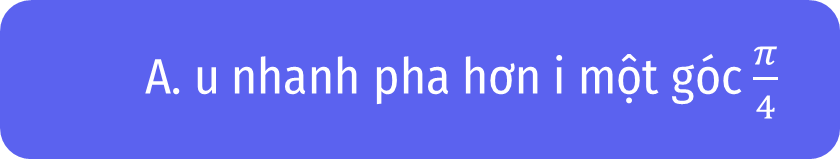 A. u nhanh pha hơn i một góc π/4